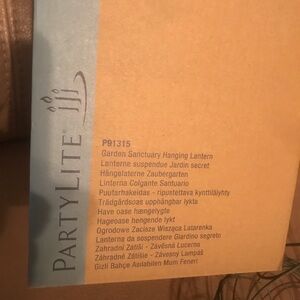 PARTYLITE
P91315
Garden Sanctuary Hanging Lantern
Lanterne suspendue Jardin secret
Hängelaterne Zaubergarten
Linterna Colgante Santuario
Puutarhakeidas - ripustettava kynttilälyhty
Trädgårdsoas upphängbar lykta
Have oase hængelygte
Hageoase hengende lykt
Ogrodowe Zacisze Wisząca Latarenka
Lanterna da sospendere Giardino segreto
Zahradní Zátiší - Závěsná Lucerna
Záhradné Zátišie - Závesný Lampáš
Gizli Bahçe Asılabilen Mum Feneri